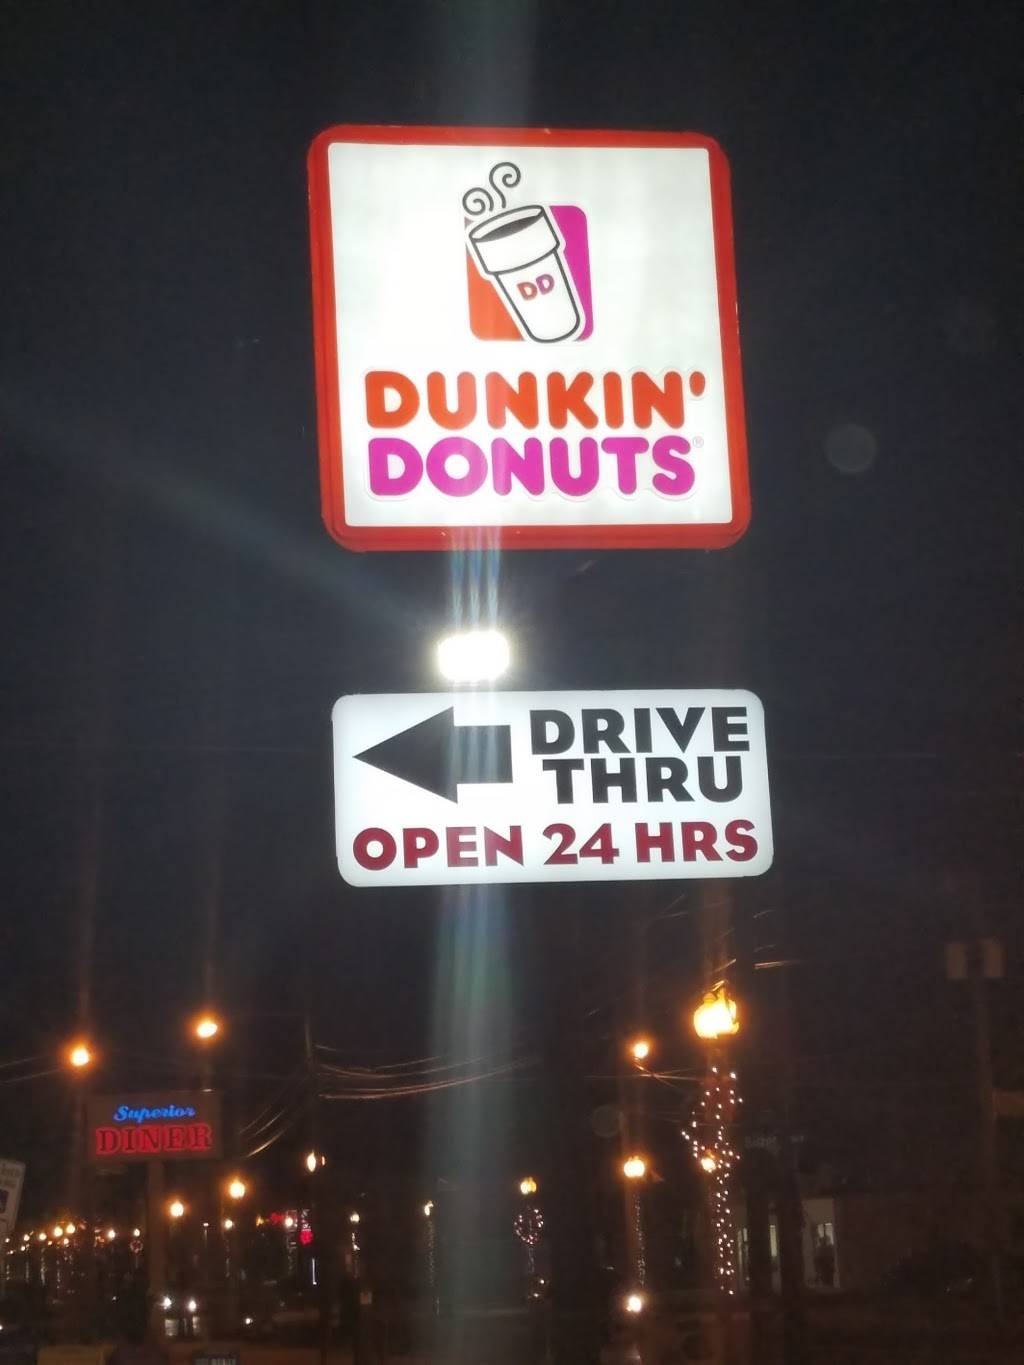 DD
DUNKIN'
DONUTS®
DRIVE
THRU
OPEN 24 HRS
Superior
DINER